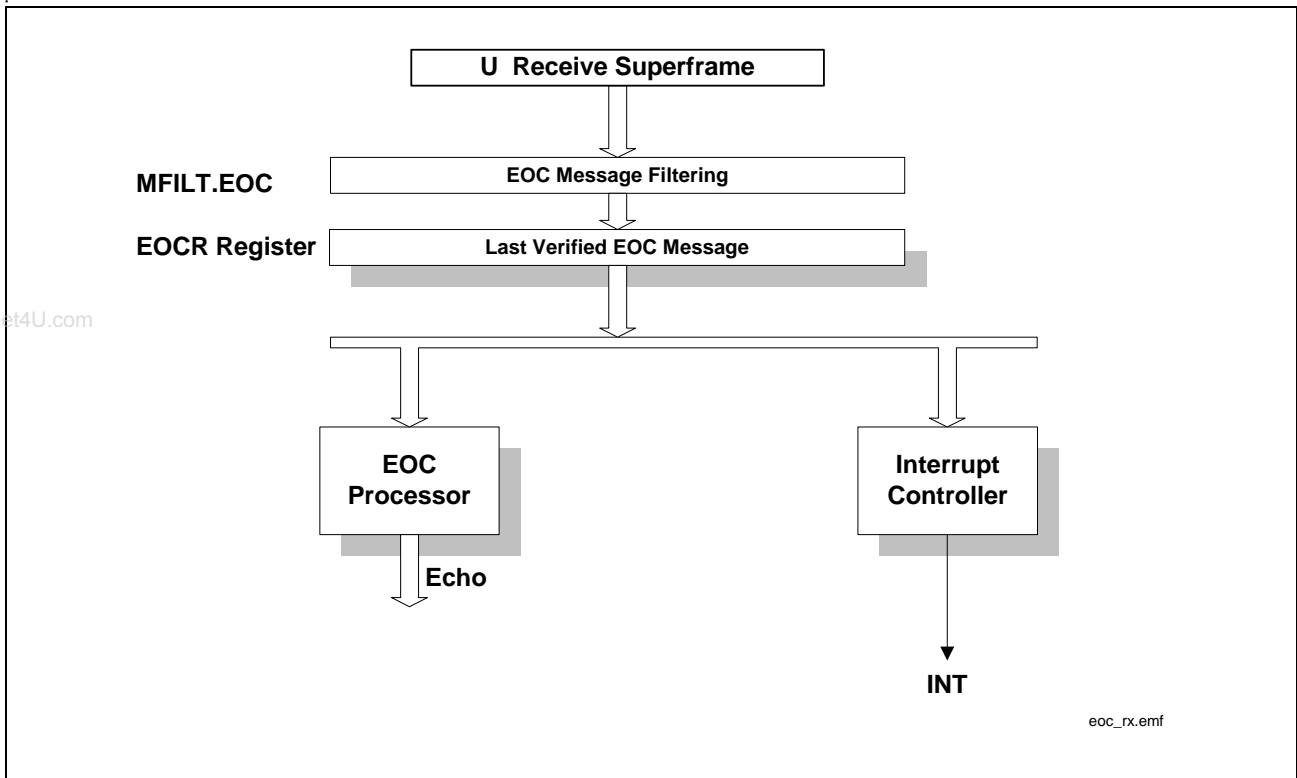 U Receive Superframe
MFILT.EOC
EOC Message Filtering
EOCR Register
Last Verified EOC Message
et4U.com
EOC
Processor
Interrupt
Controller
Echo
INT
eoc_rx.emf